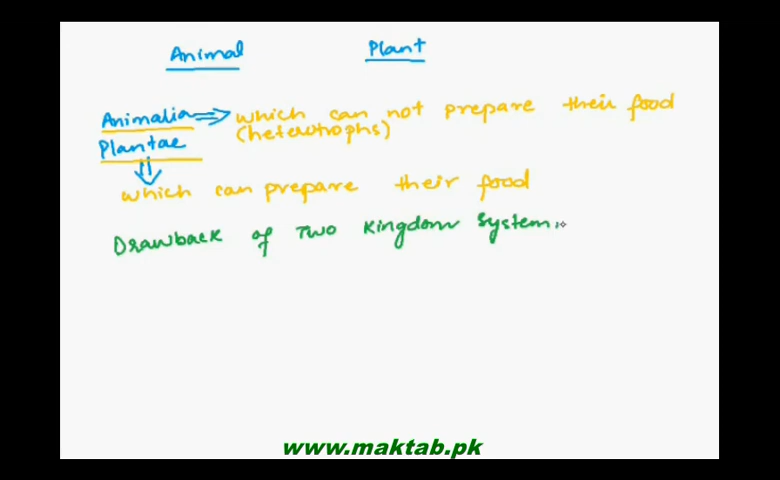 Animal Plant
Animalia => which can not prepare their food
(heterotrophs)
Plantae
which can prepare their food
Drawback of Two Kingdom system.
www.maktab.pk